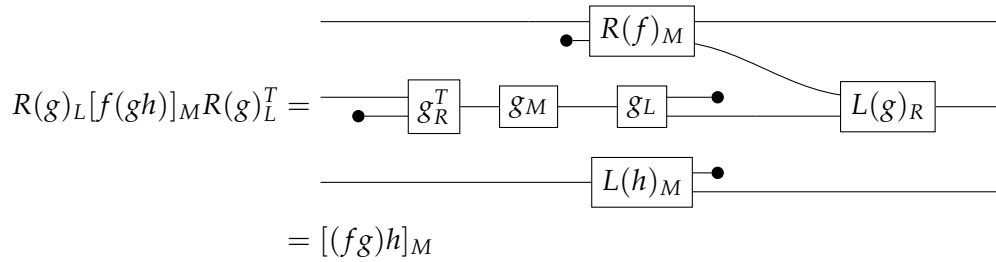 R(f)_M
R(g)_L[f(gh)]_M R(g)_L^T = g_R^T g_M g_L L(g)_R
L(h)_M
= [(fg)h]_M